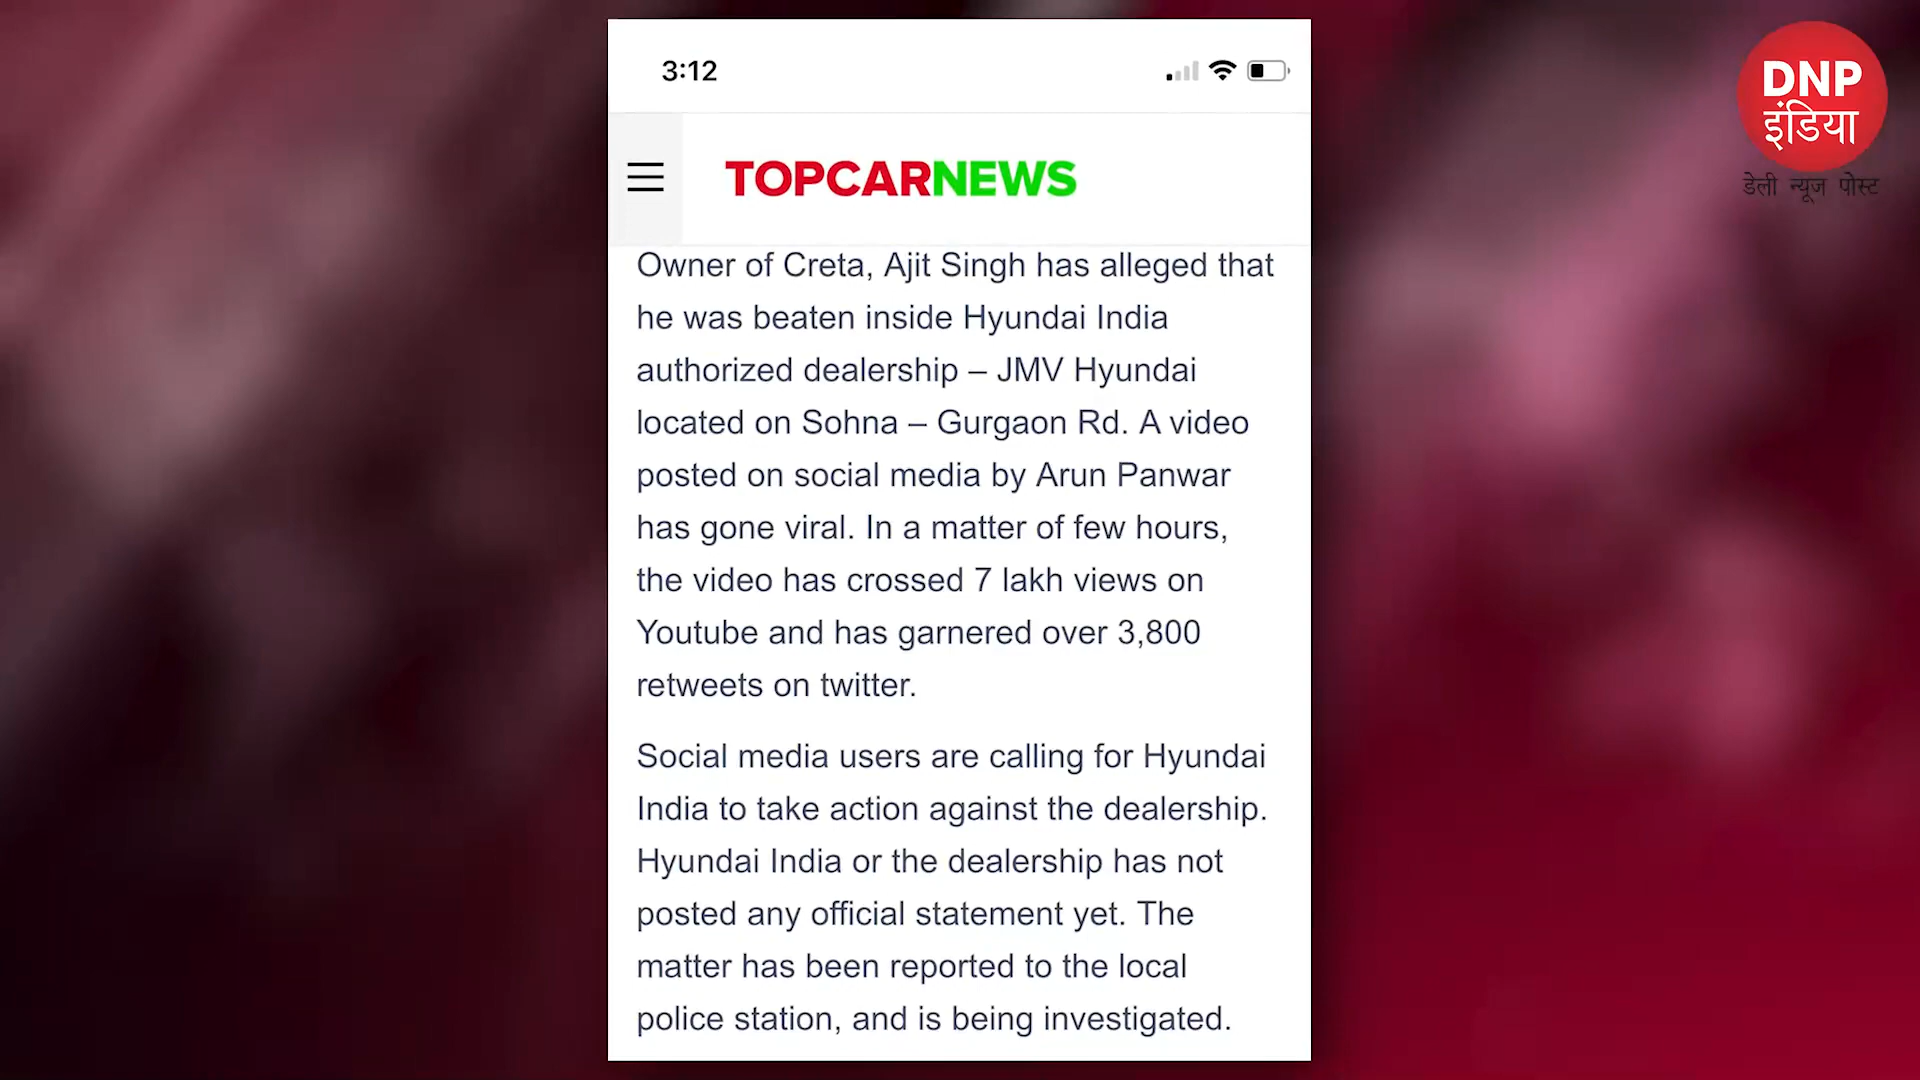 3:12
TOPCARNEWS
Owner of Creta, Ajit Singh has alleged that
he was beaten inside Hyundai India
authorized dealership – JMV Hyundai
located on Sohna – Gurgaon Rd. A video
posted on social media by Arun Panwar
has gone viral. In a matter of few hours,
the video has crossed 7 lakh views on
Youtube and has garnered over 3,800
retweets on twitter.
Social media users are calling for Hyundai
India to take action against the dealership.
Hyundai India or the dealership has not
posted any official statement yet. The
matter has been reported to the local
police station, and is being investigated.
DNP
इंडिया
डेली न्यूज पोस्ट